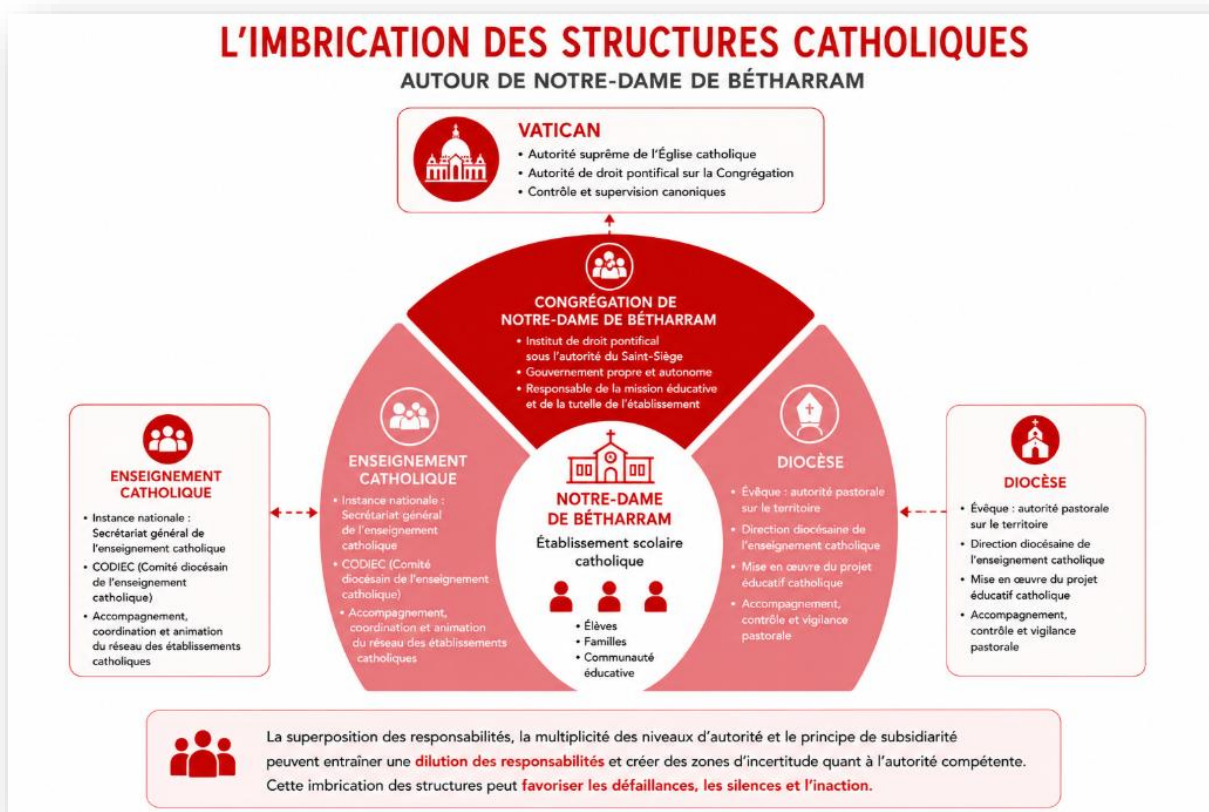 L'IMBRICATION DES STRUCTURES CATHOLIQUES
AUTOUR DE NOTRE-DAME DE BÉTHARRAM
VATICAN
• Autorité suprême de l'Église catholique
• Autorité de droit pontifical sur la Congrégation
• Contrôle et supervision canoniques
CONGRÉGATION DE
NOTRE-DAME DE BÉTHARRAM
• Institut de droit pontifical
sous l'autorité du Saint-Siège
• Gouvernement propre et autonome
• Responsable de la mission éducative
et de la tutelle de l'établissement
ENSEIGNEMENT
CATHOLIQUE
• Instance nationale :
Secrétariat général de
l'enseignement catholique
• CODIEC (Comité diocésain
de l'enseignement
catholique)
• Accompagnement,
coordination et animation
du réseau des établissements
catholiques
ENSEIGNEMENT
CATHOLIQUE
• Instance nationale :
Secrétariat général
de l'enseignement
catholique
• CODIEC (Comité
diocésain de l'enseignement
catholique)
• Accompagnement,
coordination et animation
du réseau des établissements
catholiques
NOTRE-DAME
DE BÉTHARRAM
Établissement scolaire
catholique
• Élèves
• Familles
• Communauté
éducative
DIOCÈSE
• Évêque : autorité pastorale
sur le territoire
• Direction diocésaine de
l'enseignement catholique
• Mise en œuvre du projet
éducatif catholique
• Accompagnement,
contrôle et vigilance
pastorale
DIOCÈSE
• Évêque : autorité pastorale
sur le territoire
• Direction diocésaine de
l'enseignement catholique
• Mise en œuvre du projet
éducatif catholique
• Accompagnement,
contrôle et vigilance
pastorale
La superposition des responsabilités, la multiplicité des niveaux d'autorité et le principe de subsidiarité
peuvent entraîner une dilution des responsabilités et créer des zones d'incertitude quant à l'autorité compétente.
Cette imbrication des structures peut favoriser les défaillances, les silences et l'inaction.